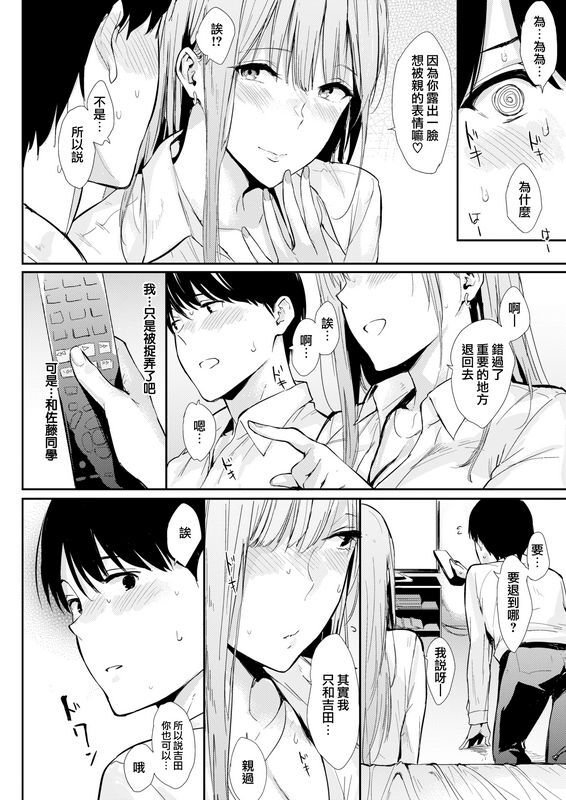 為…為為…
為什麼
はー
はー
因為你露出一臉
想被親的表情嘛♡
誒!?
不是…
所以說
啊ー
錯過了
重要的地方
退回去
誒…
啊…
嗯…
ドキ
ドキ
我…只是被捉弄了吧
可是…和佐藤同學
要…
要退到哪?
我說呀ー
其實我
只和吉田…
親過
誒
所以說吉田
你也可以…
哦
ドクン